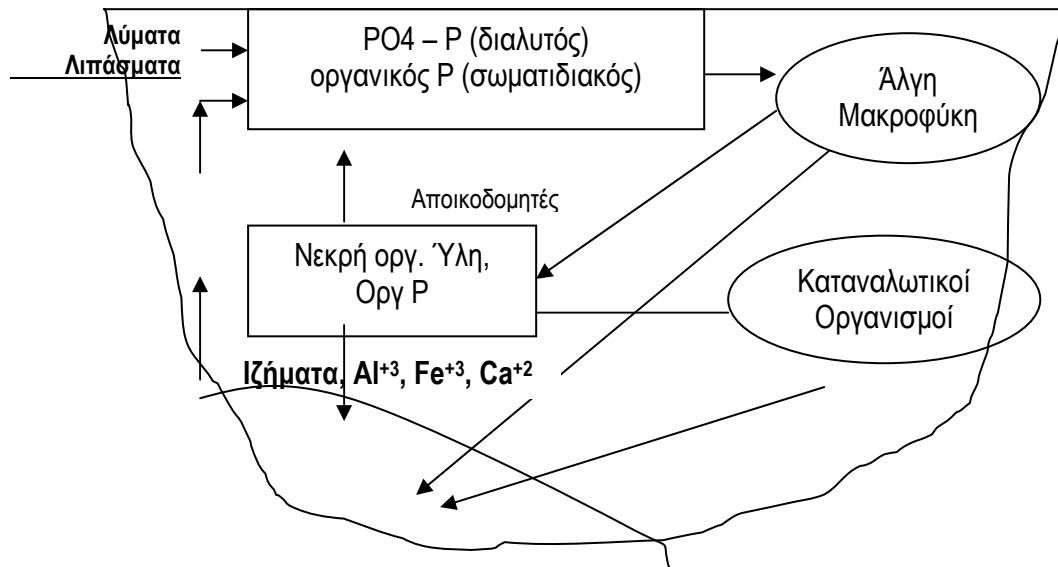 Λύματα
Λιπάσματα
PO4 – P (διαλυτός)
οργανικός P (σωματιδιακός)
Άλγη
Μακροφύκη
Αποικοδομητές
Νεκρή οργ. Ύλη,
Οργ P
Καταναλωτικοί
Οργανισμοί
Ιζήματα, Al+3, Fe+3, Ca+2